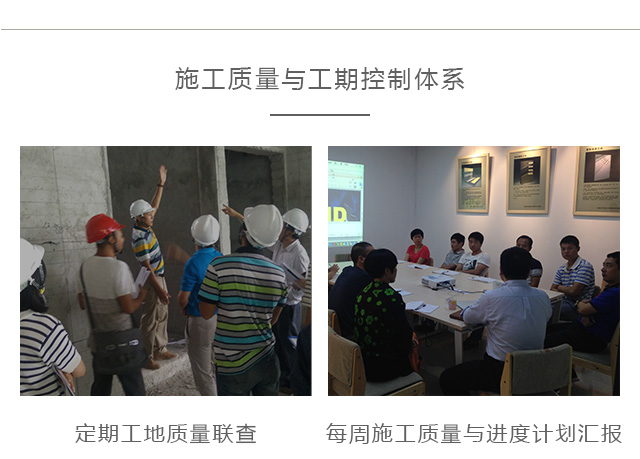 施工质量与工期控制体系
定期工地质量联查
每周施工质量与进度计划汇报